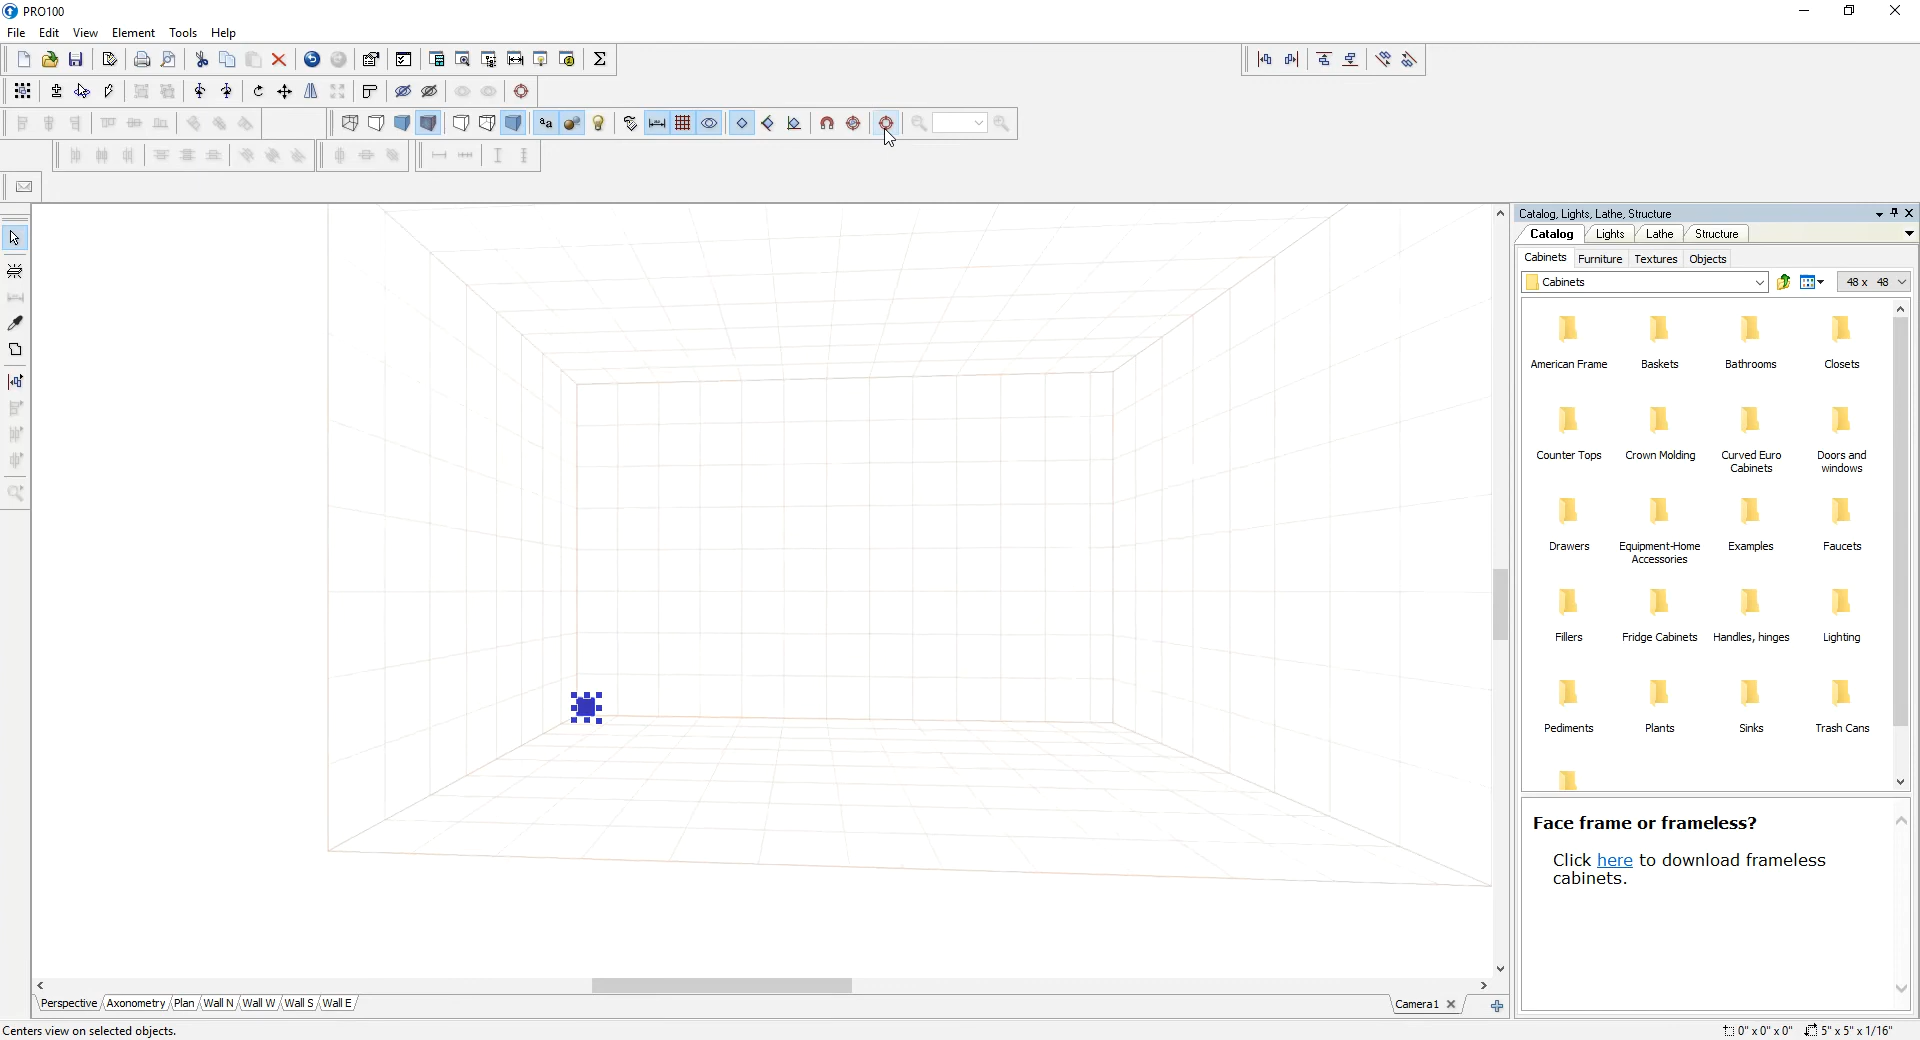 PRO100
File Edit View Element Tools Help
aa
Catalog, Lights, Lathe, Structure
Catalog Lights Lathe Structure
Cabinets Furniture Textures Objects
Cabinets 48 x 48
American Frame Baskets Bathrooms Closets
Counter Tops Crown Molding Curved Euro Cabinets Doors and windows
Drawers Equipment-Home Accessories Examples Faucets
Fillers Fridge Cabinets Handles, hinges Lighting
Pediments Plants Sinks Trash Cans
Face frame or frameless?
Click here to download frameless
cabinets.
Perspective Axonometry Plan Wall N Wall W Wall S Wall E Camera1
Centers view on selected objects. 0" x 0" x 0" 5" x 5" x 1/16"